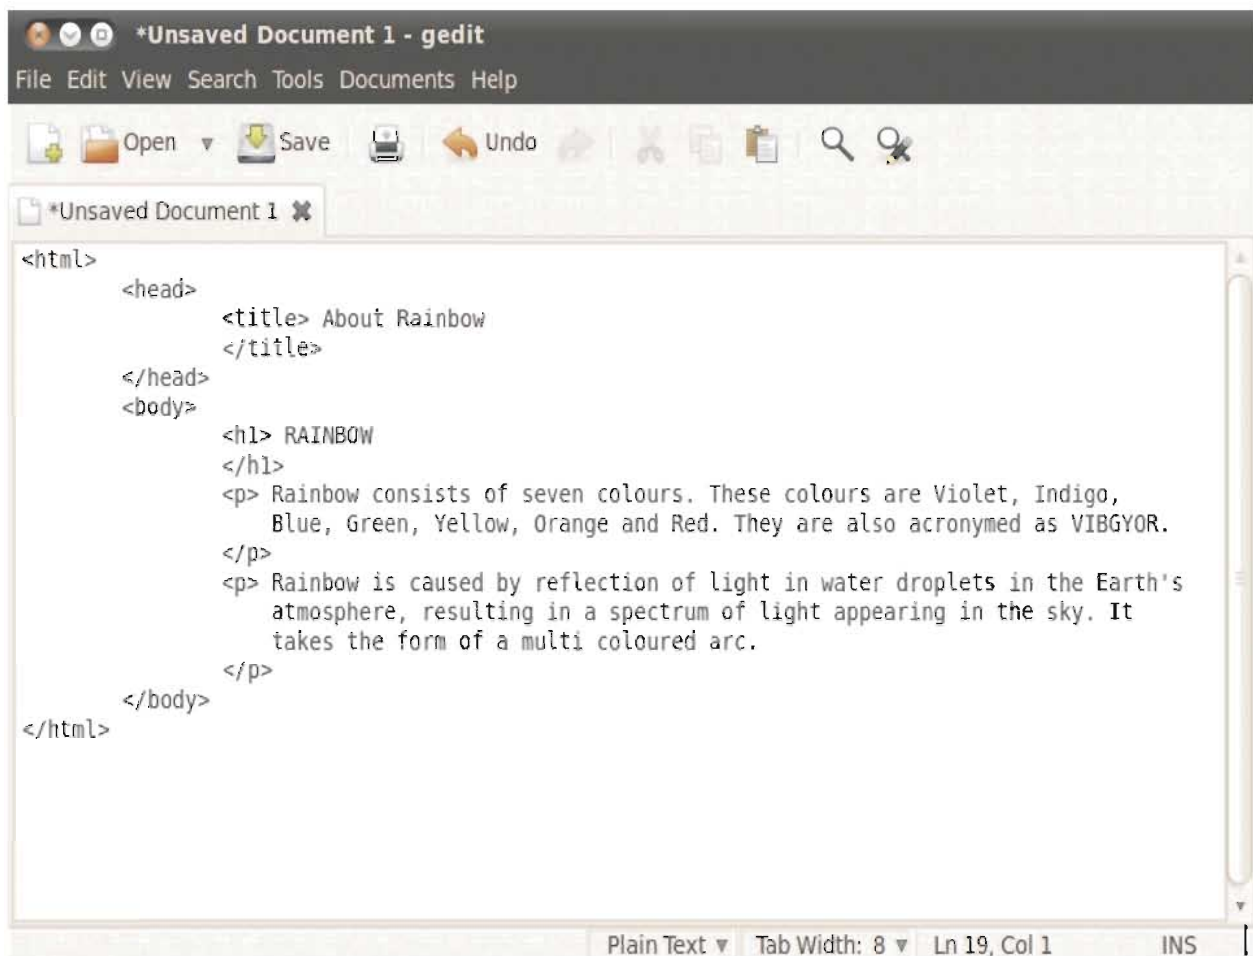 *Unsaved Document 1 - gedit
File Edit View Search Tools Documents Help
Open Save Undo
*Unsaved Document 1
<html>
<head>
<title> About Rainbow
</title>
</head>
<body>
<h1> RAINBOW
</h1>
<p> Rainbow consists of seven colours. These colours are Violet, Indigo,
Blue, Green, Yellow, Orange and Red. They are also acronymed as VIBGYOR.
</p>
<p> Rainbow is caused by reflection of light in water droplets in the Earth's
atmosphere, resulting in a spectrum of light appearing in the sky. It
takes the form of a multi coloured arc.
</p>
</body>
</html>
Plain Text Tab Width: 8 Ln 19, Col 1 INS